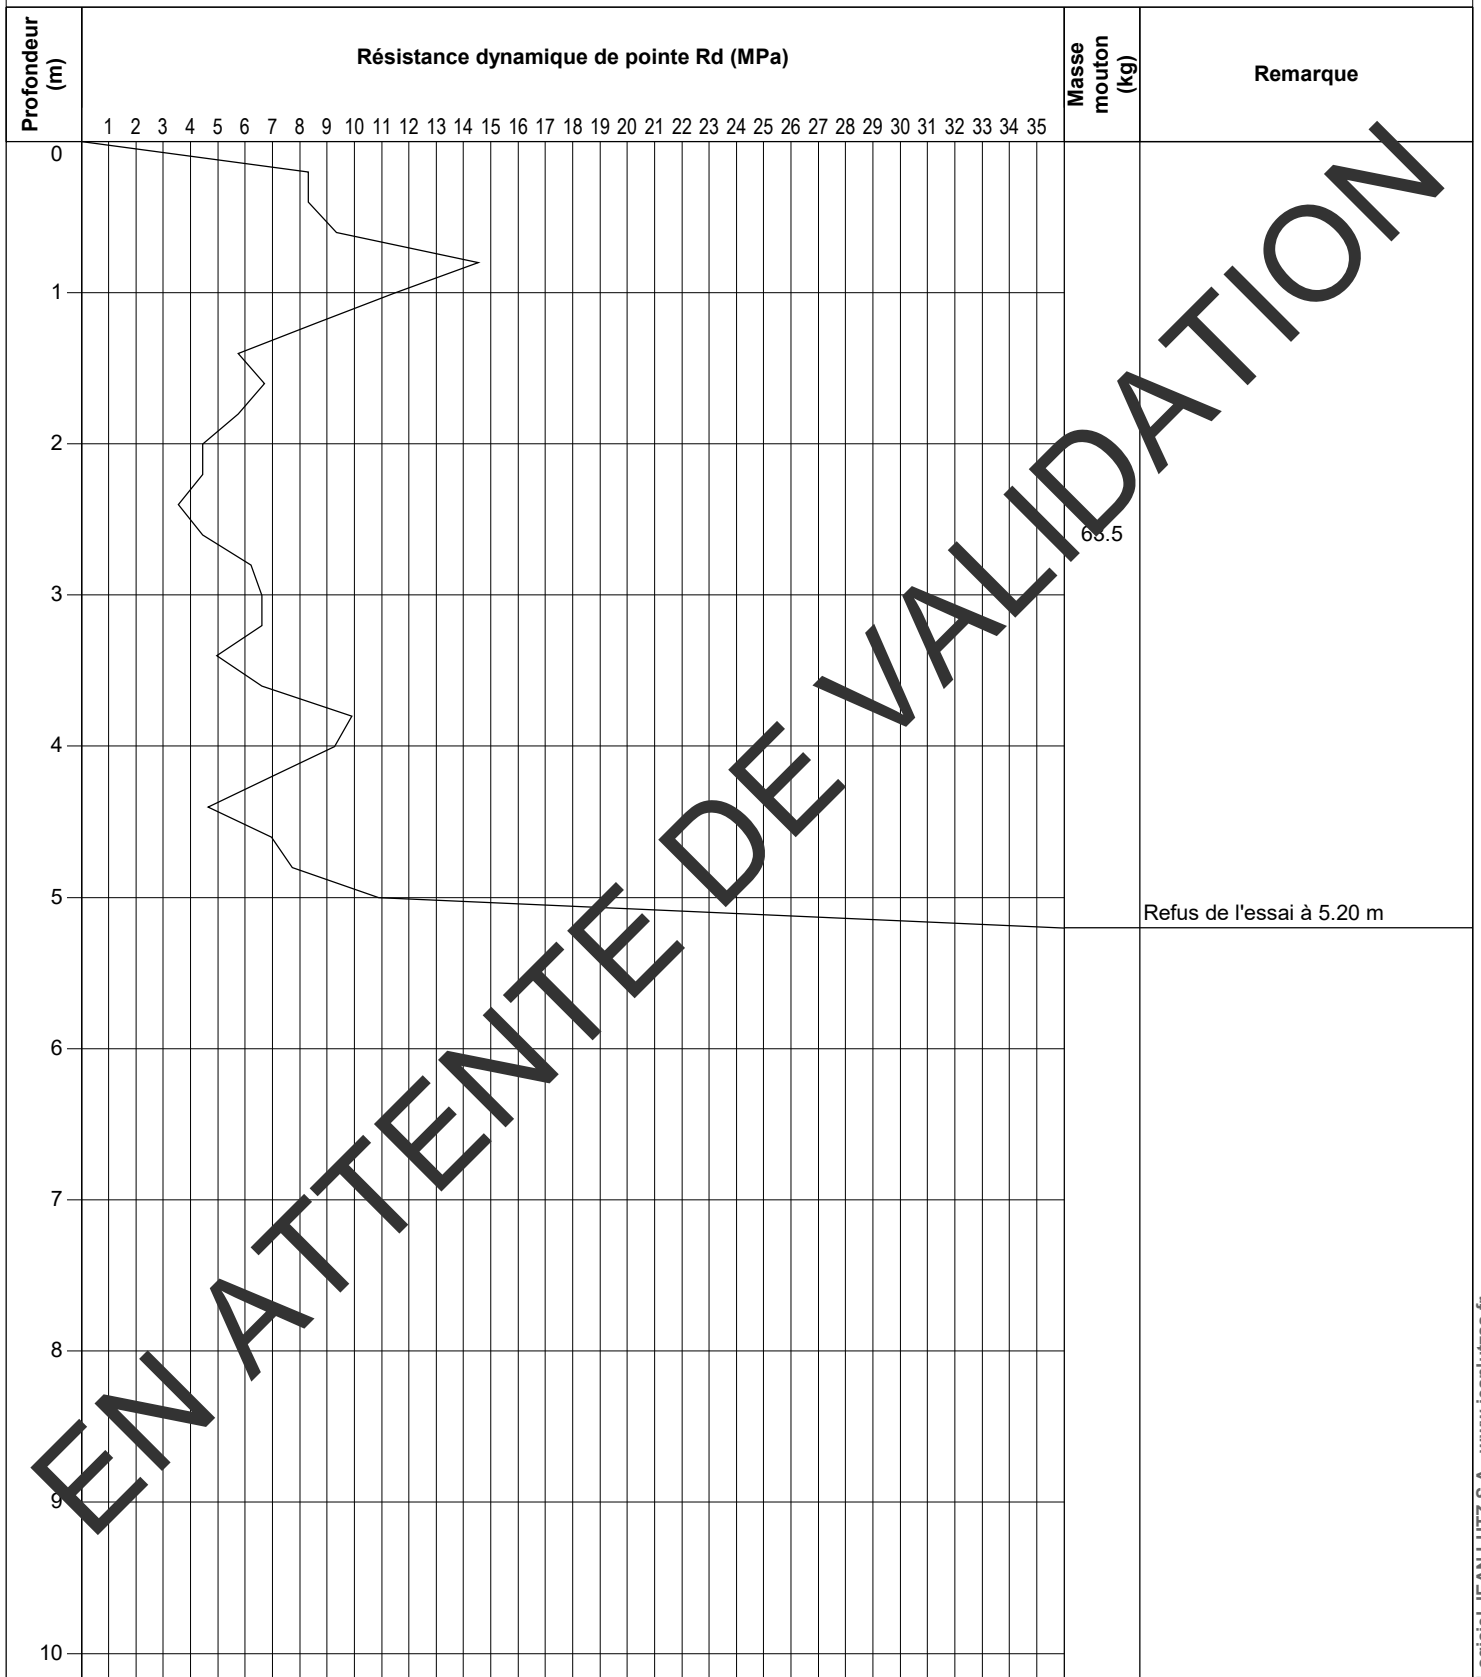 Profondeur
(m)
Résistance dynamique de pointe Rd (MPa)
Masse
mouton
(kg)
Remarque
1 2 3 4 5 6 7 8 9 10 11 12 13 14 15 16 17 18 19 20 21 22 23 24 25 26 27 28 29 30 31 32 33 34 35
0
1
2
3
4
5
6
7
8
9
10
Refus de l'essai à 5.20 m
EN ATTENTE DE VALIDATION